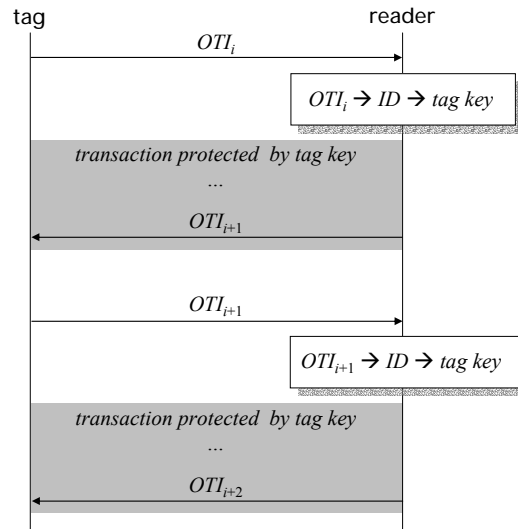 tag reader
OTIᵢ
OTIᵢ → ID → tag key
transaction protected by tag key
...
OTIᵢ₊₁
OTIᵢ₊₁
OTIᵢ₊₁ → ID → tag key
transaction protected by tag key
...
OTIᵢ₊₂